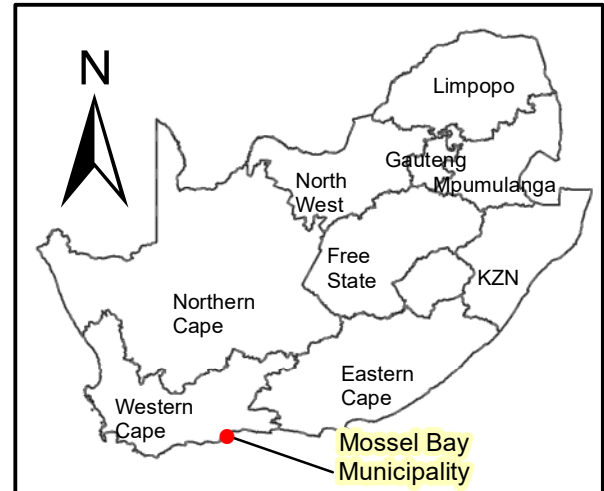 N
Limpopo
Gauteng
Mpumulanga
North
West
Free
State
KZN
Northern
Cape
Eastern
Cape
Western
Cape
Mossel Bay
Municipality